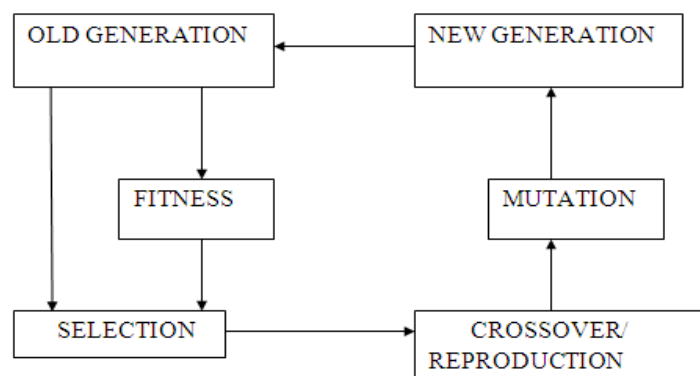 OLD GENERATION
NEW GENERATION
FITNESS
MUTATION
SELECTION
CROSSOVER/
REPRODUCTION